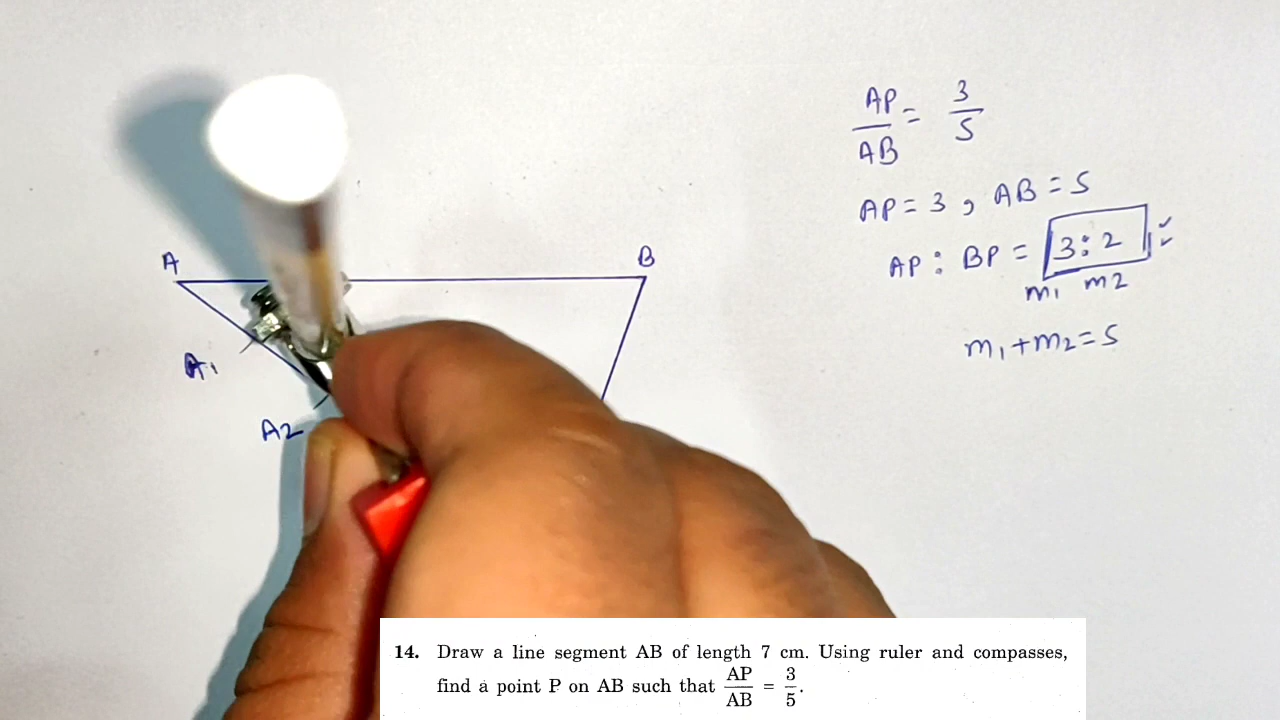 AP/AB = 3/5
AP = 3, AB = 5
AP : BP = 3:2
m1 m2
m1 + m2 = 5
A B
A1
A2
14. Draw a line segment AB of length 7 cm. Using ruler and compasses,
find a point P on AB such that AP/AB = 3/5.